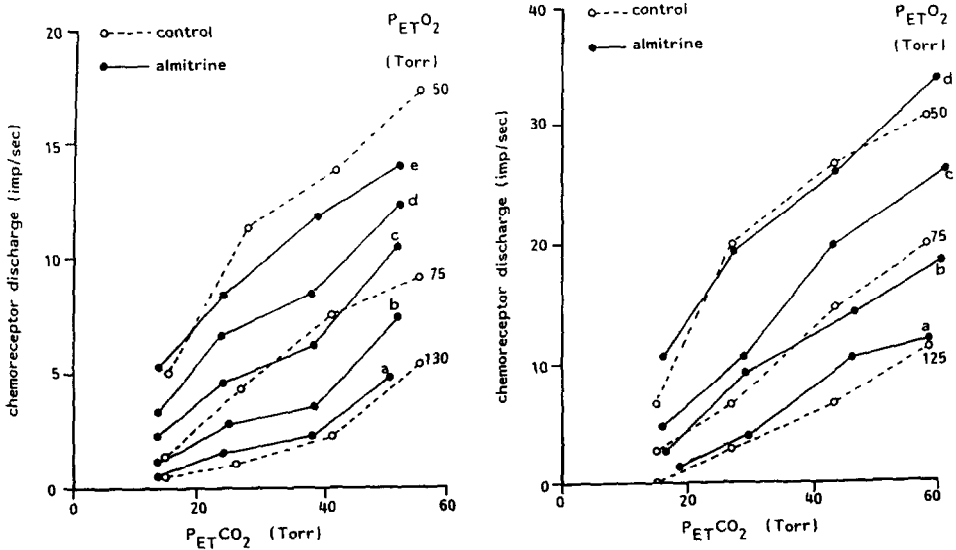 control
almitrine
PETO2
(Torr)
20
15
10
5
0
chemoreceptor discharge (imp/sec)
50
e
d
c
75
b
130
a
0
20
40
60
PETCO2 (Torr)
control
almitrine
PETO2
(Torr)
40
30
20
10
0
chemoreceptor discharge (imp/sec)
d
50
c
75
b
a
125
0
20
40
60
PETCO2 (Torr)